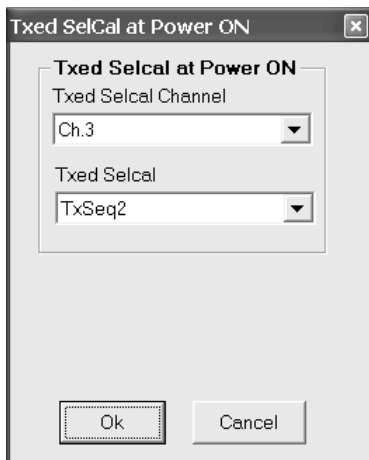 Txed SelCal at Power ON
Txed Selcal at Power ON
Txed Selcal Channel
Ch.3
Txed Selcal
TxSeq2
Ok Cancel